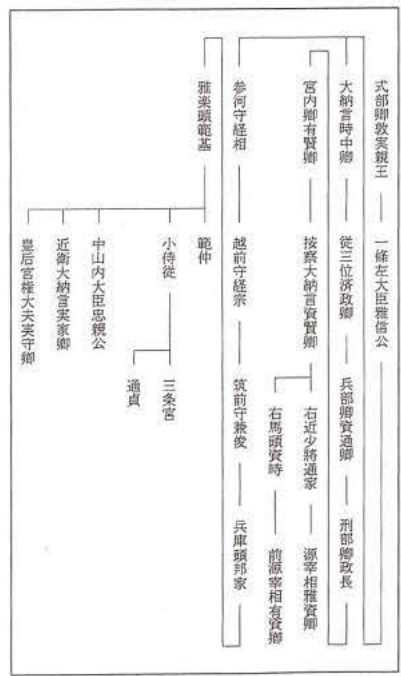 式部卿敦実親王 一條左大臣雅信公
大納言時中卿 従三位済政卿 兵部卿資通卿 刑部卿政長
宮内卿有賢卿 按察大納言資賢卿 右近少將通家 源宰相雅資卿
右馬頭資時 前源宰相有資卿
参河守経相 越前守経宗 筑前守兼俊 兵庫頭邦家
雅楽頭範基 範仲
小侍従 三条宮
通貞
中山内大臣忠親公
近衛大納言実家卿
皇后宮権大夫実守卿